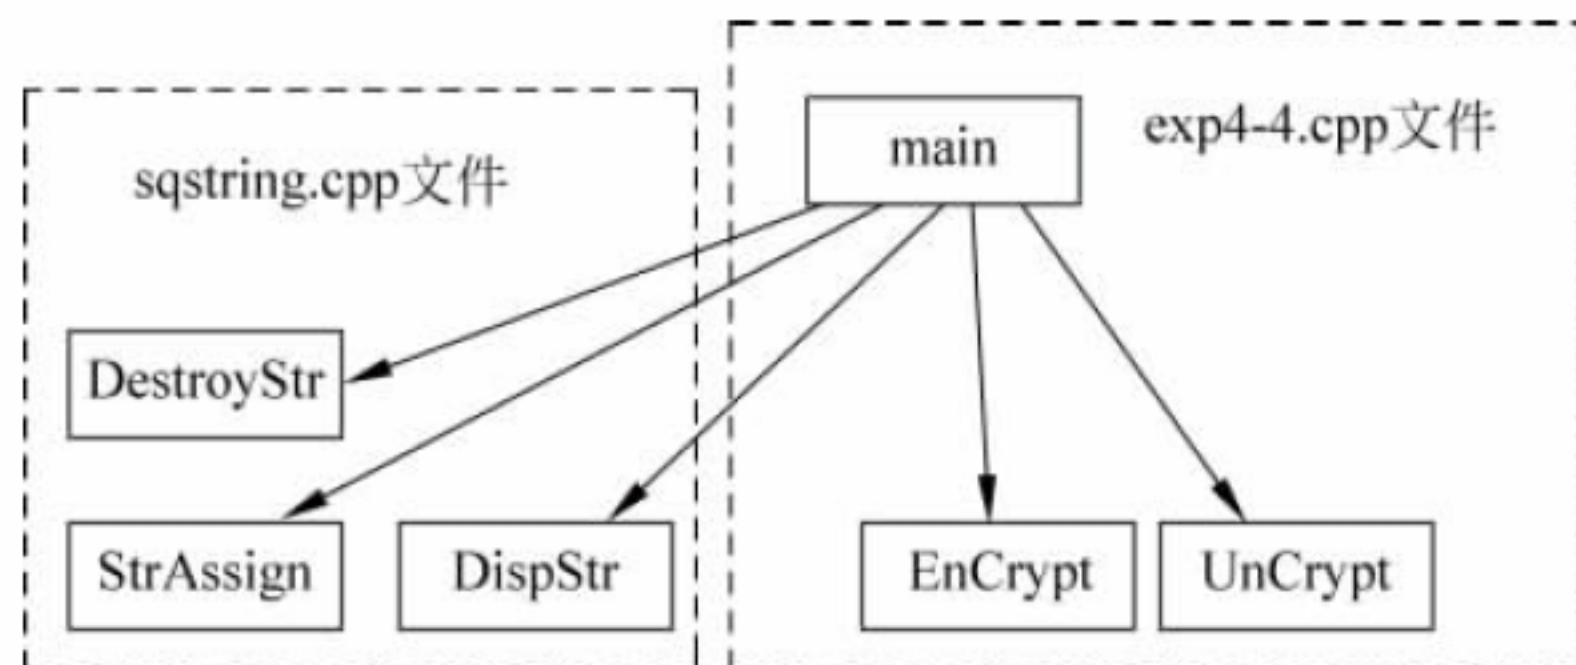 exp4-4.cpp文件
main
sqstring.cpp文件
DestroyStr
StrAssign
DispStr
EnCrypt
UnCrypt